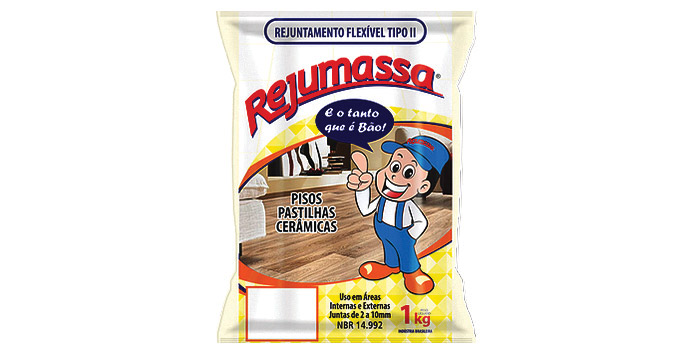 REJUNTAMENTO FLEXÍVEL TIPO II
Rejumassa®
E o tanto
que é Bão!
PISOS
PASTILHAS
CERÂMICAS
Uso em Áreas
Internas e Externas
Juntas de 2 a 10mm
NBR 14.992
1kg
INDÚSTRIA BRASILEIRA